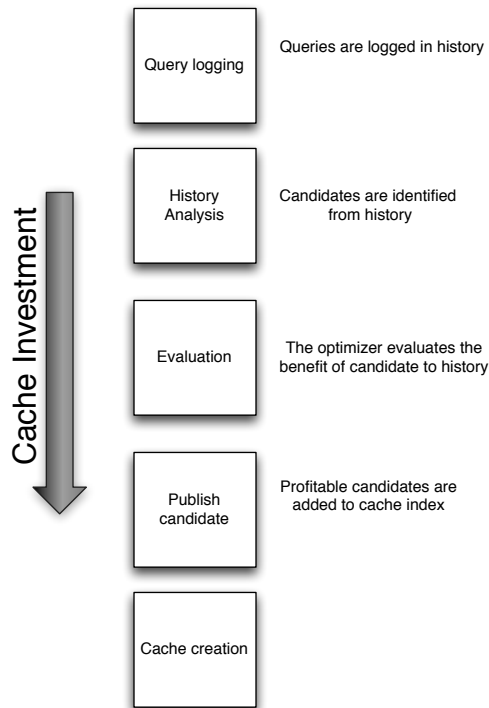 Query logging
Queries are logged in history
Cache Investment
History
Analysis
Candidates are identified
from history
Evaluation
The optimizer evaluates the
benefit of candidate to history
Publish
candidate
Profitable candidates are
added to cache index
Cache creation